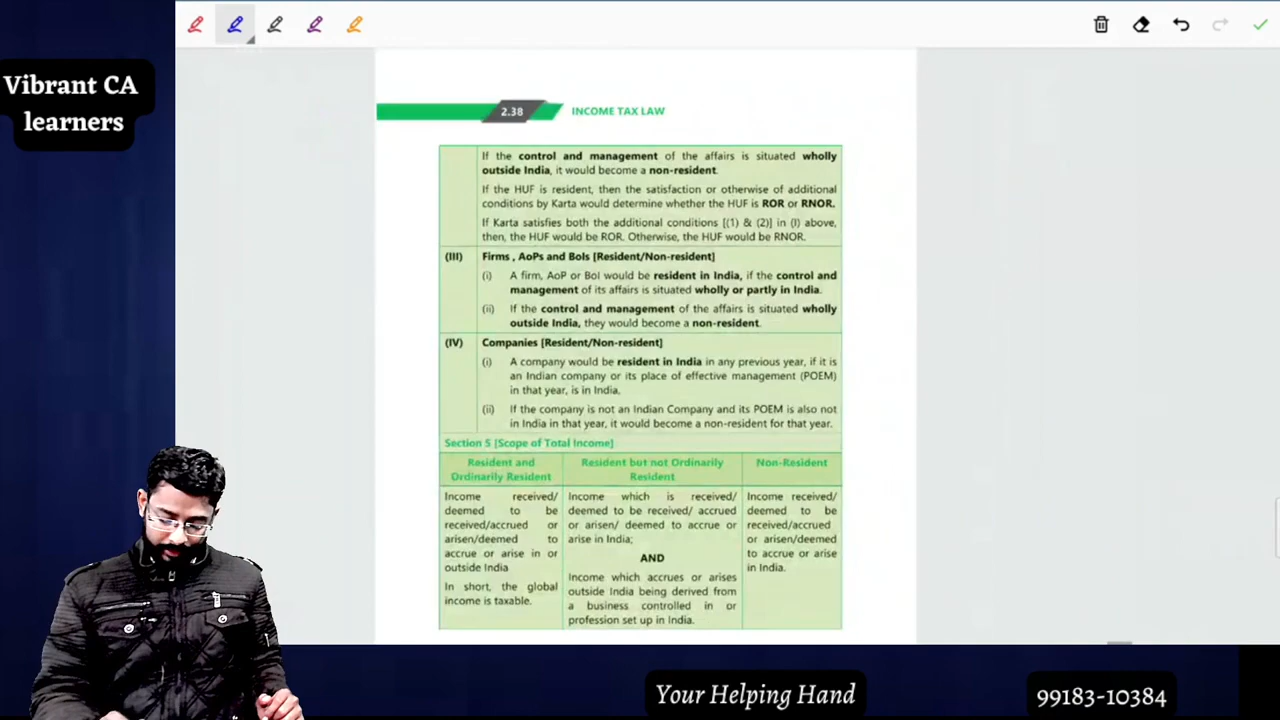 Vibrant CA
learners
2.38
INCOME TAX LAW
If the control and management of the affairs is situated wholly
outside India, it would become a non-resident.
If the HUF is resident, then the satisfaction or otherwise of additional
conditions by Karta would determine whether the HUF is ROR or RNOR.
If Karta satisfies both the additional conditions [(1) & (2)] in (I) above,
then, the HUF would be ROR. Otherwise, the HUF would be RNOR.
(III) Firms , AoPs and BoIs [Resident/Non-resident]
(i) A firm, AoP or BoI would be resident in India, if the control and
management of its affairs is situated wholly or partly in India.
(ii) If the control and management of the affairs is situated wholly
outside India, they would become a non-resident.
(IV) Companies [Resident/Non-resident]
(i) A company would be resident in India in any previous year, if it is
an Indian company or its place of effective management (POEM)
in that year, is in India.
(ii) If the company is not an Indian Company and its POEM is also not
in India in that year, it would become a non-resident for that year.
Section 5 [Scope of Total Income]
Resident and
Ordinarily Resident
Resident but not Ordinarily
Resident
Non-Resident
Income received/
deemed to be
received/accrued or
arisen/deemed to
accrue or arise in or
outside India
In short, the global
income is taxable.
Income which is received/
deemed to be received/ accrued
or arisen/ deemed to accrue or
arise in India;
AND
Income which accrues or arises
outside India being derived from
a business controlled in or
profession set up in India.
Income received/
deemed to be
received/accrued
or arisen/deemed
to accrue or arise
in India.
Your Helping Hand
99183-10384